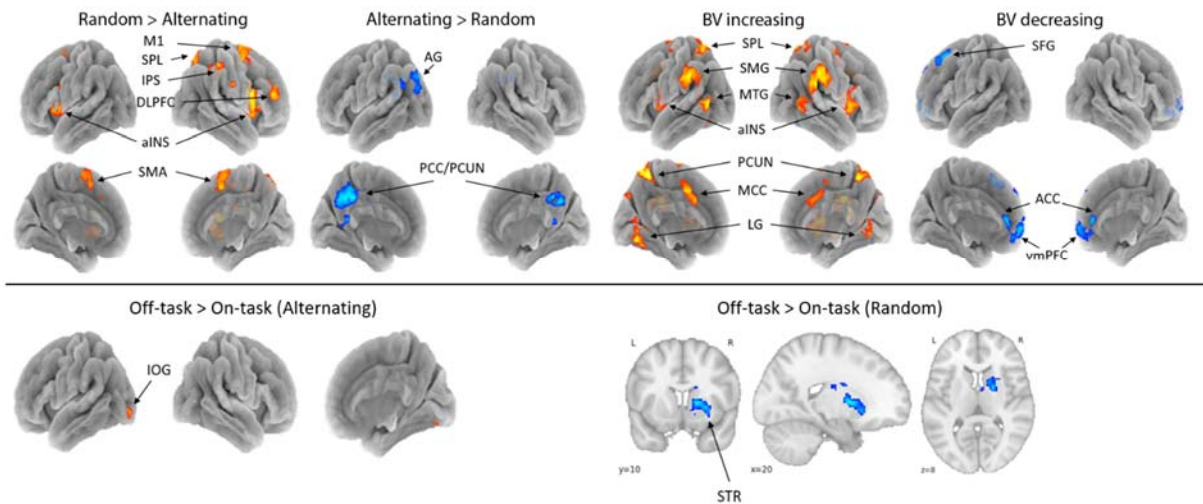 Random > Alternating
Alternating > Random
BV increasing
BV decreasing
M1
SPL
IPS
DLPFC
aINS
AG
SPL
SMG
MTG
aINS
SFG
SMA
PCC/PCUN
PCUN
MCC
LG
ACC
vmPFC
Off-task > On-task (Alternating)
Off-task > On-task (Random)
IOG
L R
L R
y=10
x=20
z=8
STR